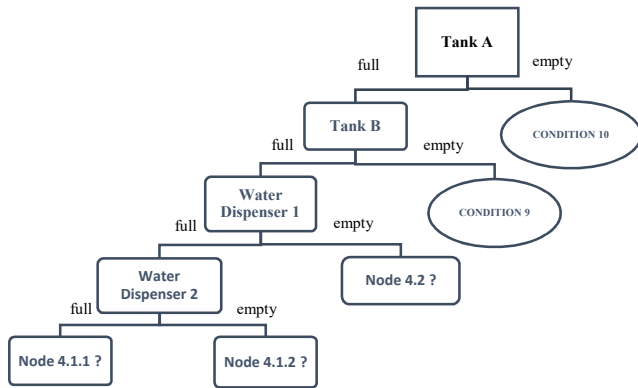 Tank A
full
empty
Tank B
CONDITION 10
full
empty
Water
Dispenser 1
CONDITION 9
full
empty
Water
Dispenser 2
Node 4.2 ?
full
empty
Node 4.1.1 ?
Node 4.1.2 ?